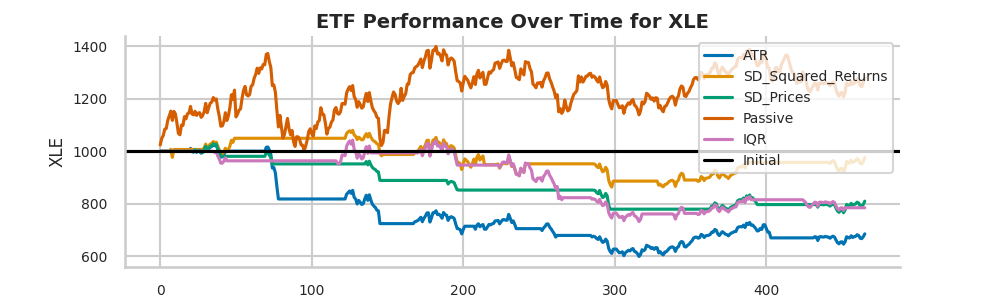 ETF Performance Over Time for XLE
XLE
1400
1200
1000
800
600
0
100
200
300
400
ATR
SD_Squared_Returns
SD_Prices
Passive
IQR
Initial